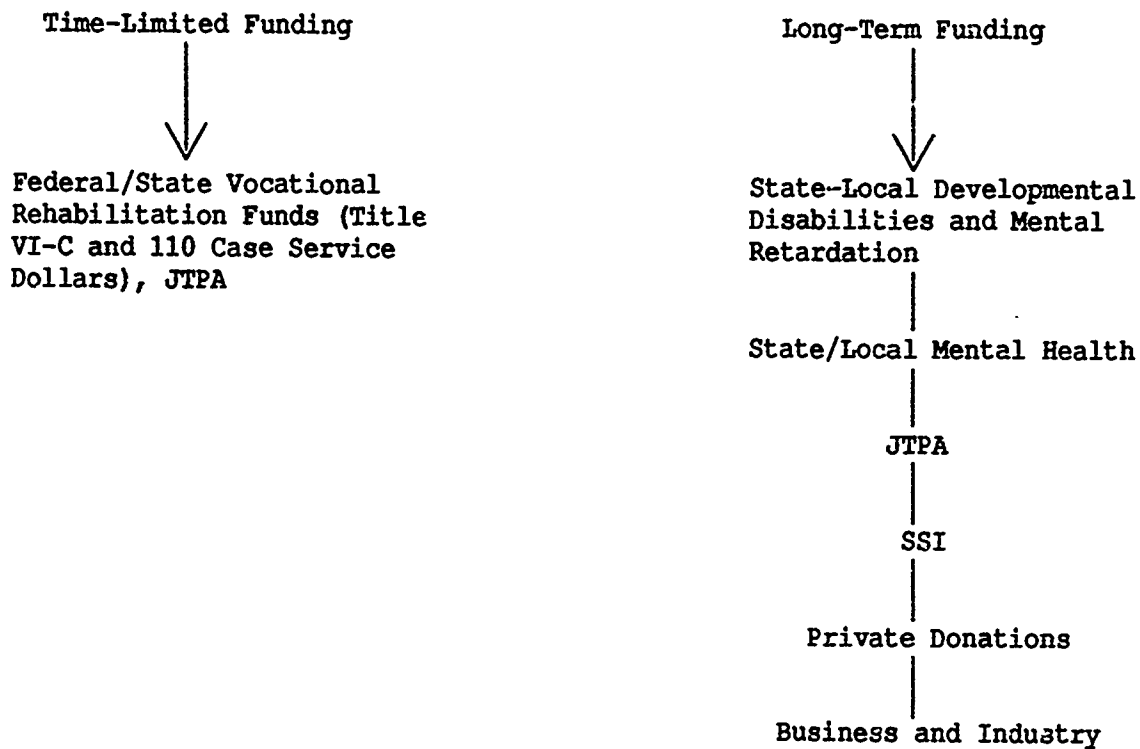 Time-Limited Funding
Federal/State Vocational
Rehabilitation Funds (Title
VI-C and 110 Case Service
Dollars), JTPA
Long-Term Funding
State-Local Developmental
Disabilities and Mental
Retardation
State/Local Mental Health
JTPA
SSI
Private Donations
Business and Industry